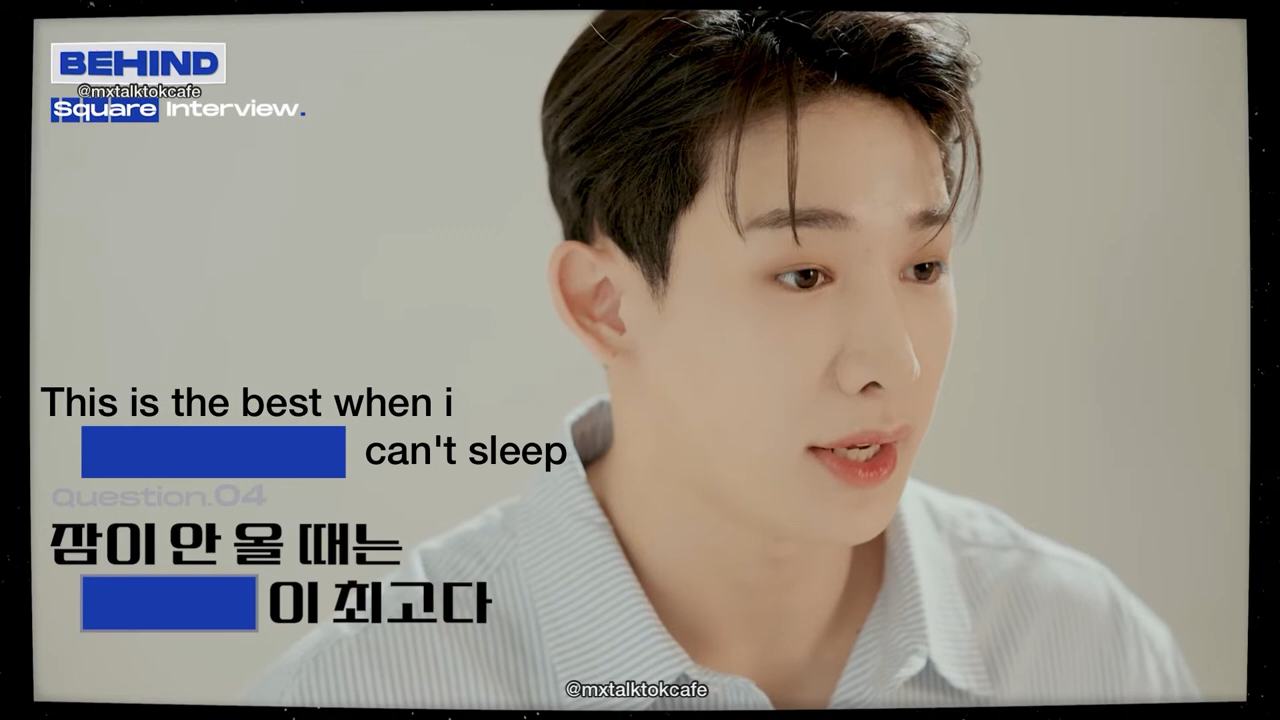 BEHIND
@mxtalktokcafe
Square Interview.
This is the best when i
can't sleep
Question.04
잠이 안 올 때는
이 최고다
@mxtalktokcafe